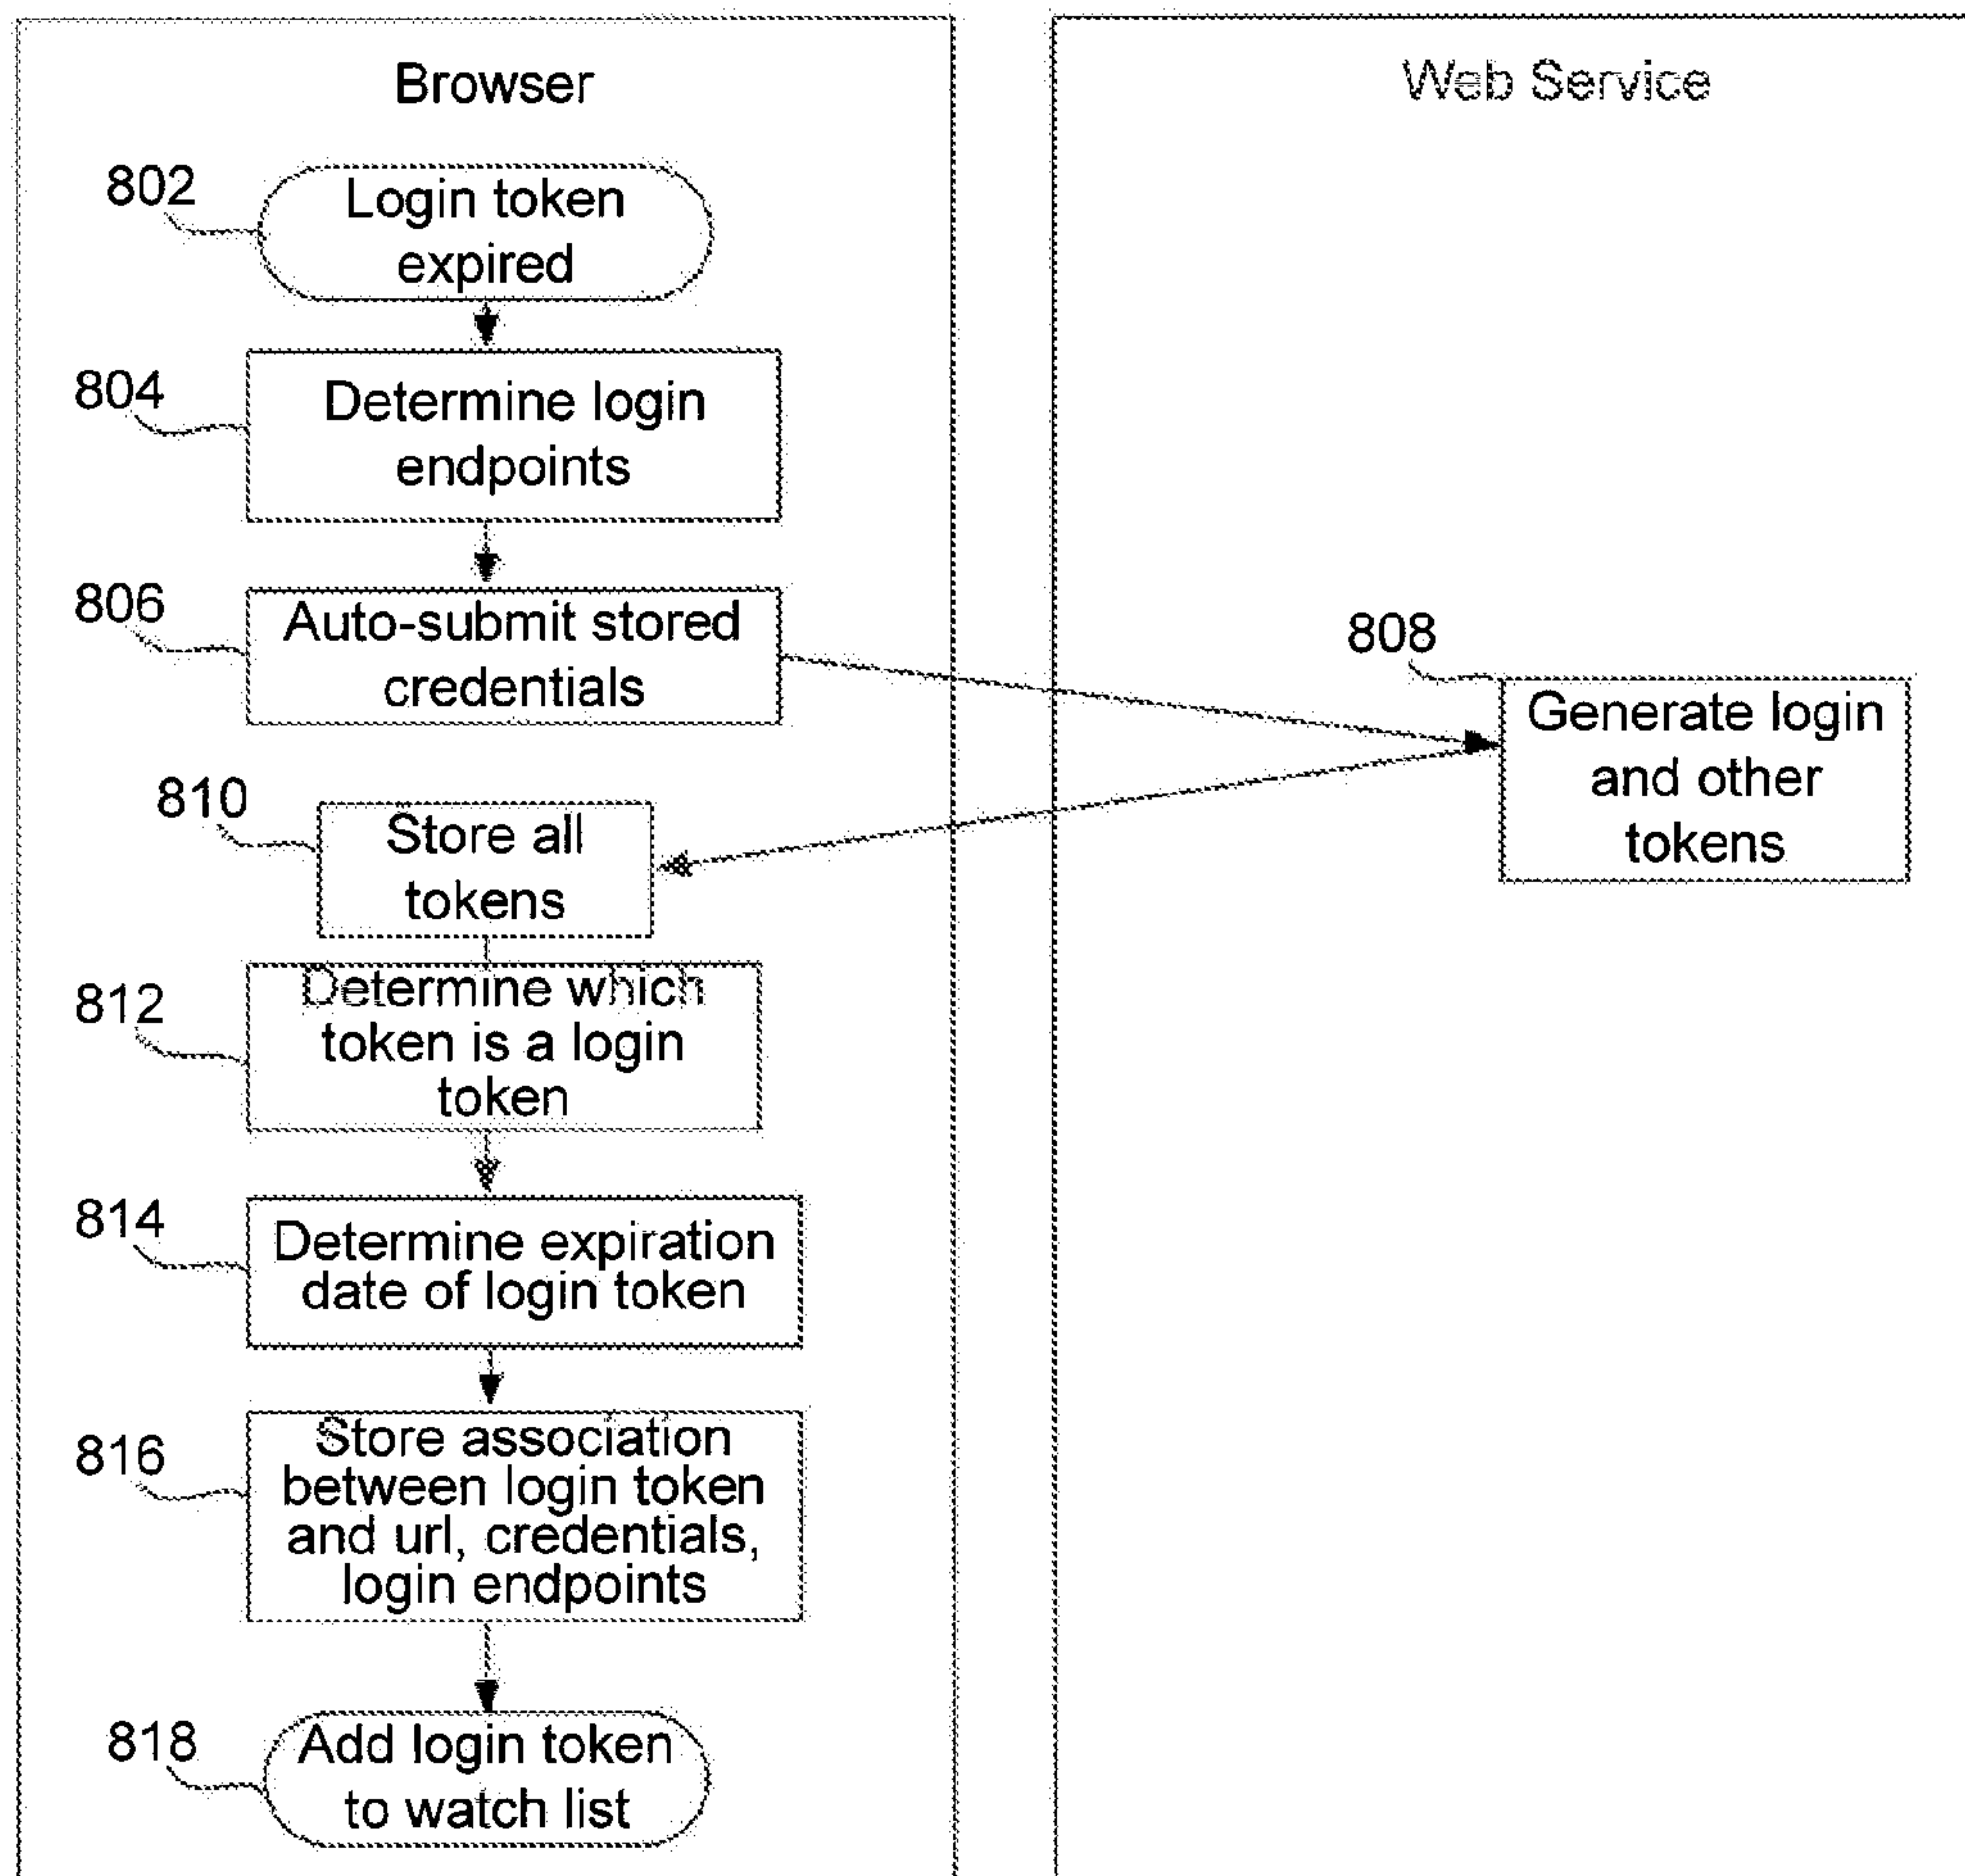 Browser
Web Service
802
Login token
expired
804
Determine login
endpoints
806
Auto-submit stored
credentials
808
Generate login
and other
tokens
810
Store all
tokens
812
Determine which
token is a login
token
814
Determine expiration
date of login token
816
Store association
between login token
and url, credentials,
login endpoints
818
Add login token
to watch list